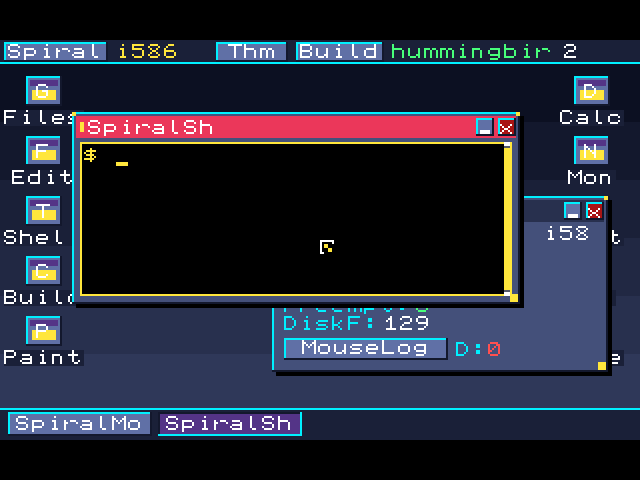 Spiral i586 Thm Build hummingbir 2
G D
Files Calc
SpiralSh
$ _
F N
Edit Mon
T
Shel i58
C
Build
DiskF: 129
P
MouseLog D:0
Paint
SpiralMo SpiralSh